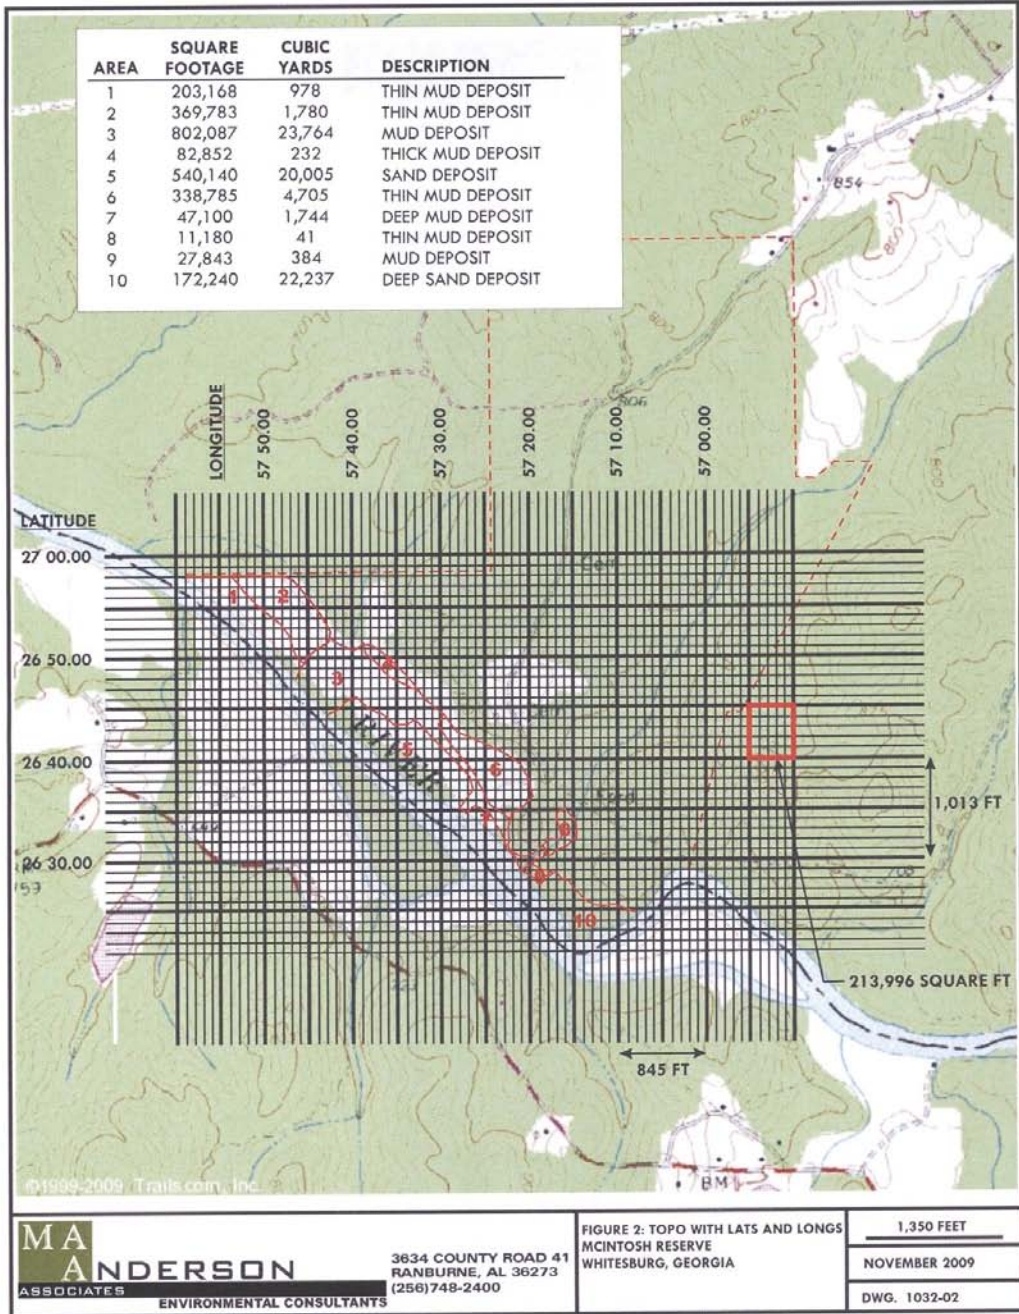 AREA SQUARE FOOTAGE CUBIC YARDS DESCRIPTION
1 203,168 978 THIN MUD DEPOSIT
2 369,783 1,780 THIN MUD DEPOSIT
3 802,087 23,764 MUD DEPOSIT
4 82,852 232 THICK MUD DEPOSIT
5 540,140 20,005 SAND DEPOSIT
6 338,785 4,705 THIN MUD DEPOSIT
7 47,100 1,744 DEEP MUD DEPOSIT
8 11,180 41 THIN MUD DEPOSIT
9 27,843 384 MUD DEPOSIT
10 172,240 22,237 DEEP SAND DEPOSIT
854
800
800
800
806
LONGITUDE
57 50.00
57 40.00
57 30.00
57 20.00
57 10.00
57 00.00
LATITUDE
27 00.00
26 50.00
26 40.00
26 30.00
Cem
1
2
3
RIVER
5
6
Ford
10
700
759
1,013 FT
213,996 SQUARE FT
845 FT
BM
©1999-2009 Trails.com, Inc.
MA ANDERSON
ASSOCIATES
ENVIRONMENTAL CONSULTANTS
3634 COUNTY ROAD 41
RANBURNE, AL 36273
(256)748-2400
FIGURE 2: TOPO WITH LATS AND LONGS
MCINTOSH RESERVE
WHITESBURG, GEORGIA
1,350 FEET
NOVEMBER 2009
DWG. 1032-02